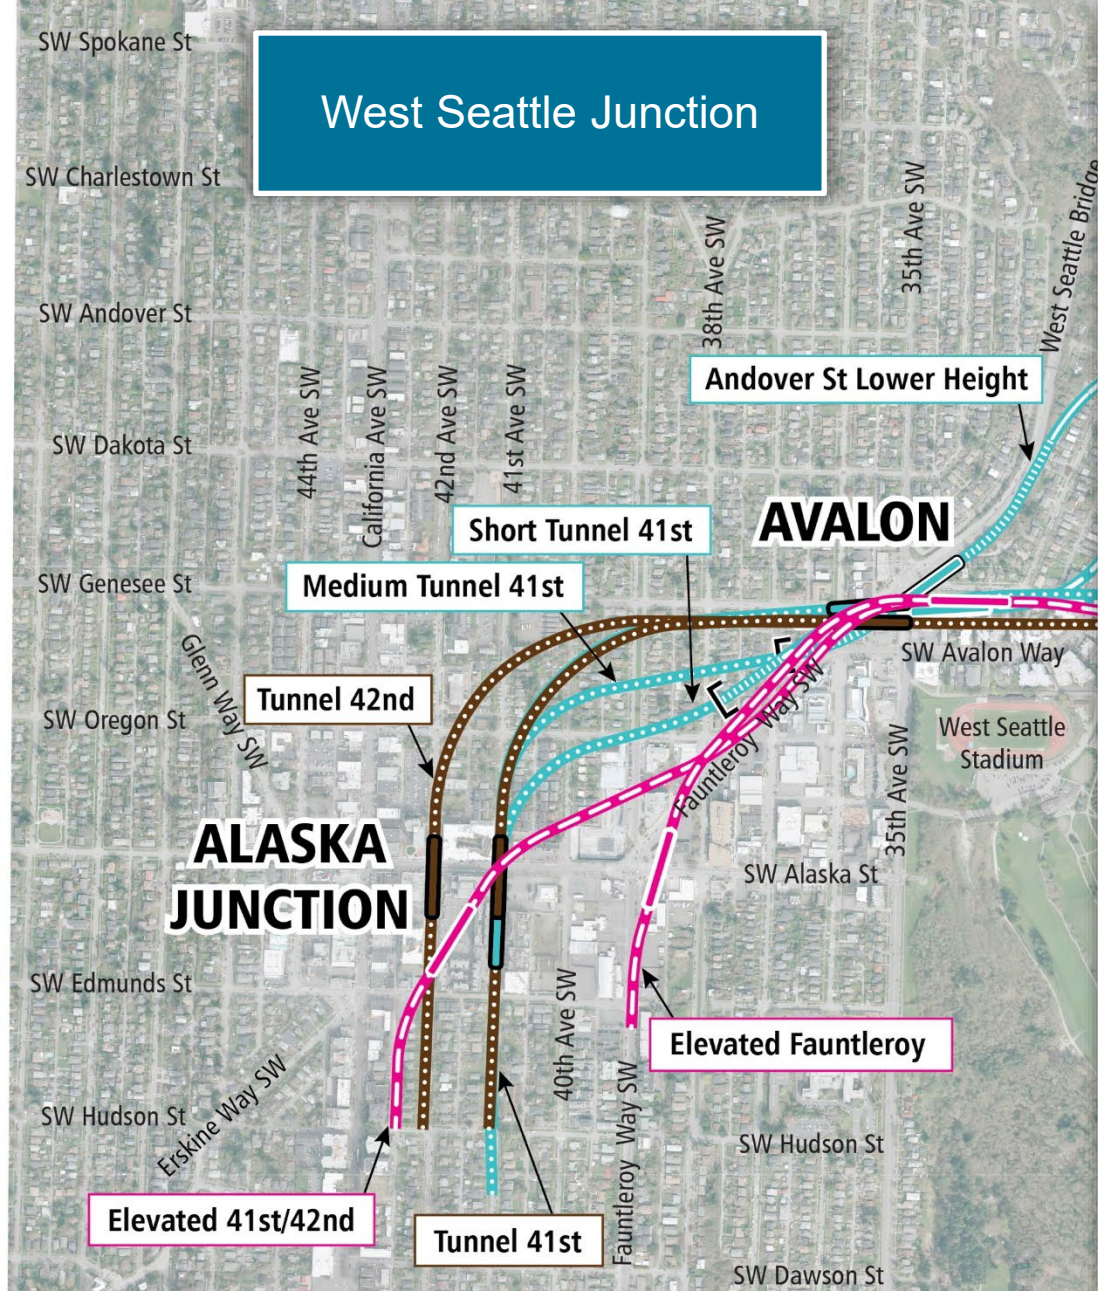 SW Spokane St
West Seattle Junction
SW Charlestown St
35th Ave SW
West Seattle Bridge
38th Ave SW
SW Andover St
Andover St Lower Height
44th Ave SW
California Ave SW
42nd Ave SW
41st Ave SW
SW Dakota St
AVALON
Short Tunnel 41st
SW Genesee St
Medium Tunnel 41st
Glenn Way SW
SW Avalon Way
Tunnel 42nd
SW Oregon St
Fauntleroy Way SW
West Seattle
Stadium
35th Ave SW
ALASKA
JUNCTION
SW Alaska St
SW Edmunds St
40th Ave SW
Elevated Fauntleroy
SW Hudson St
Erskine Way SW
Fauntleroy Way SW
SW Hudson St
Elevated 41st/42nd
Tunnel 41st
SW Dawson St